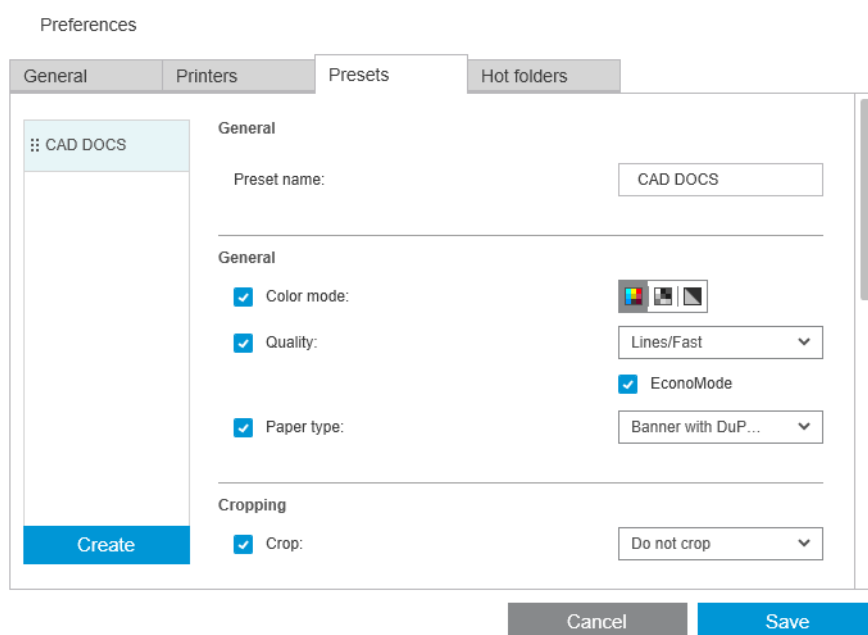 Preferences
General Printers Presets Hot folders
CAD DOCS
General
Preset name: CAD DOCS
General
Color mode:
Quality: Lines/Fast
EconoMode
Paper type: Banner with DuP...
Cropping
Crop: Do not crop
Create
Cancel Save